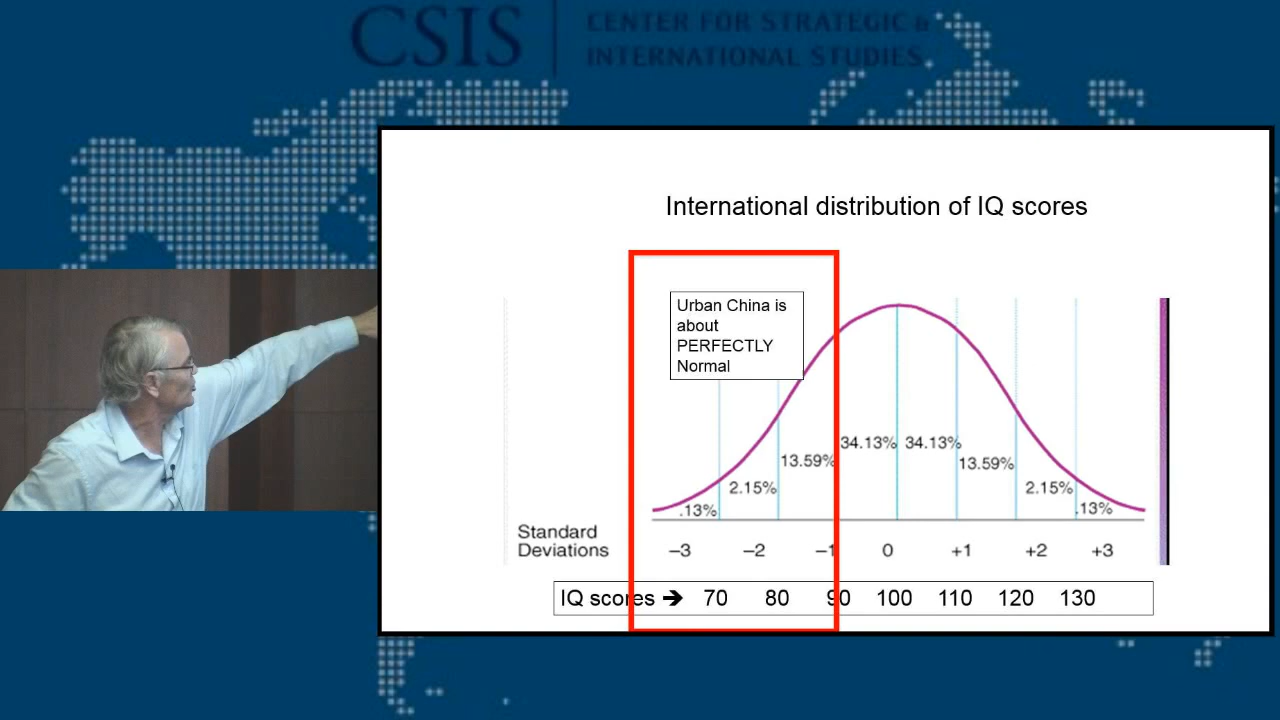 CSIS
CENTER FOR STRATEGIC &
INTERNATIONAL STUDIES
International distribution of IQ scores
Urban China is
about
PERFECTLY
Normal
.13%
2.15%
13.59%
34.13%
34.13%
13.59%
2.15%
.13%
Standard
Deviations
–3 –2 –1 0 +1 +2 +3
IQ scores ➔ 70 80 90 100 110 120 130